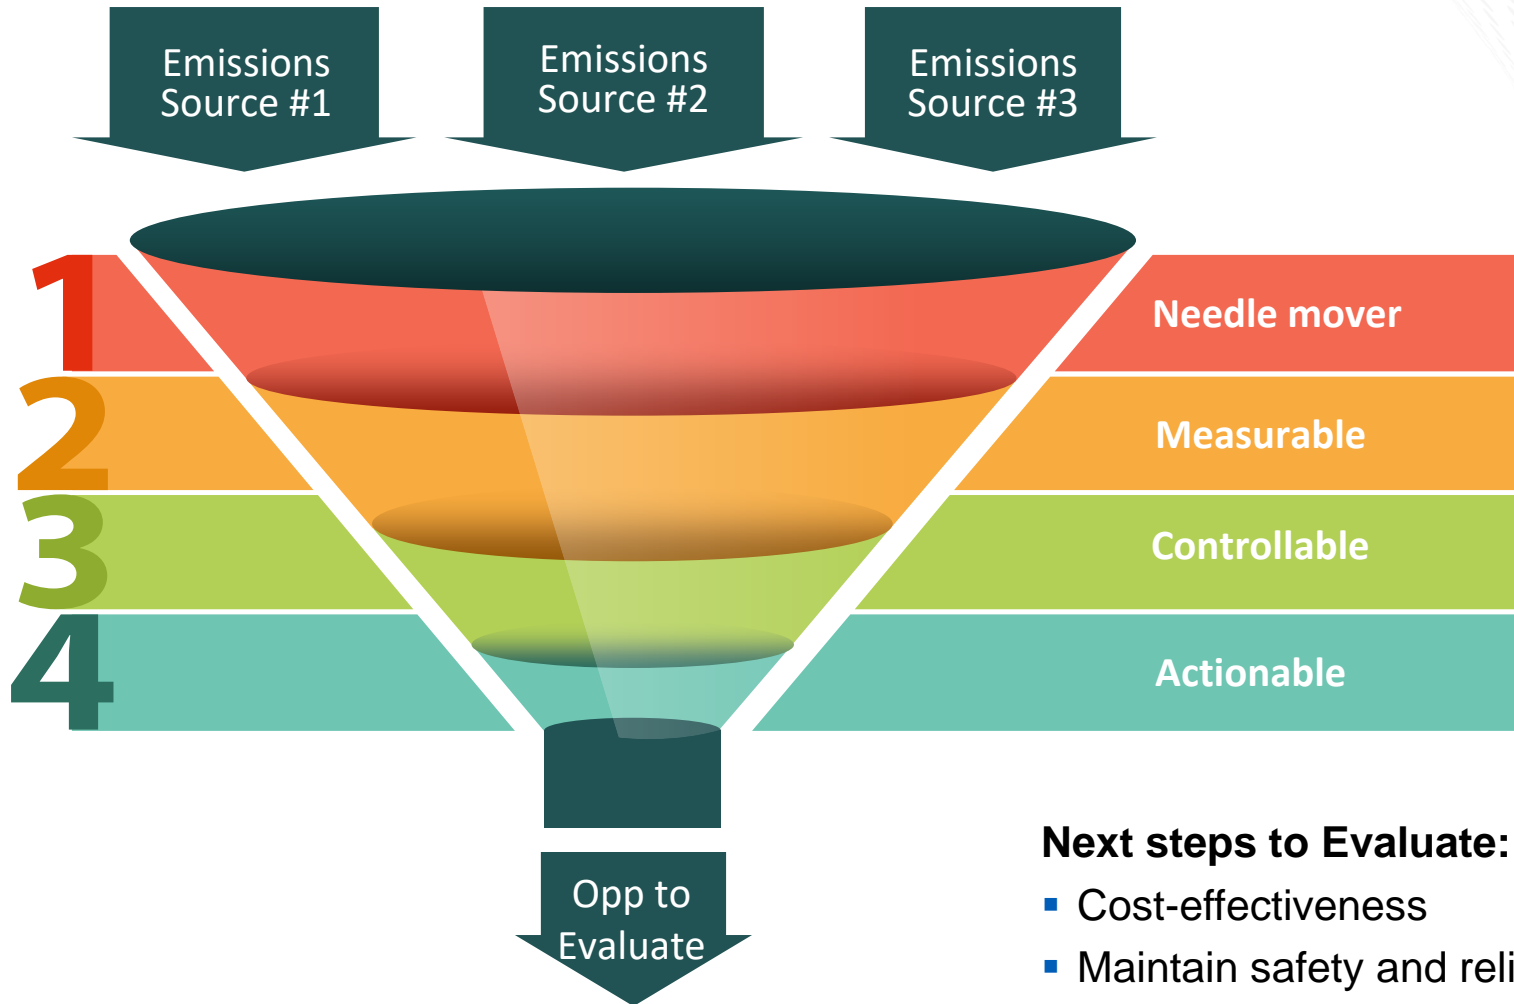 Emissions
Source #1
Emissions
Source #2
Emissions
Source #3
1
Needle mover
2
Measurable
3
Controllable
4
Actionable
Opp to
Evaluate
Next steps to Evaluate:
▪ Cost-effectiveness
▪ Maintain safety and reli